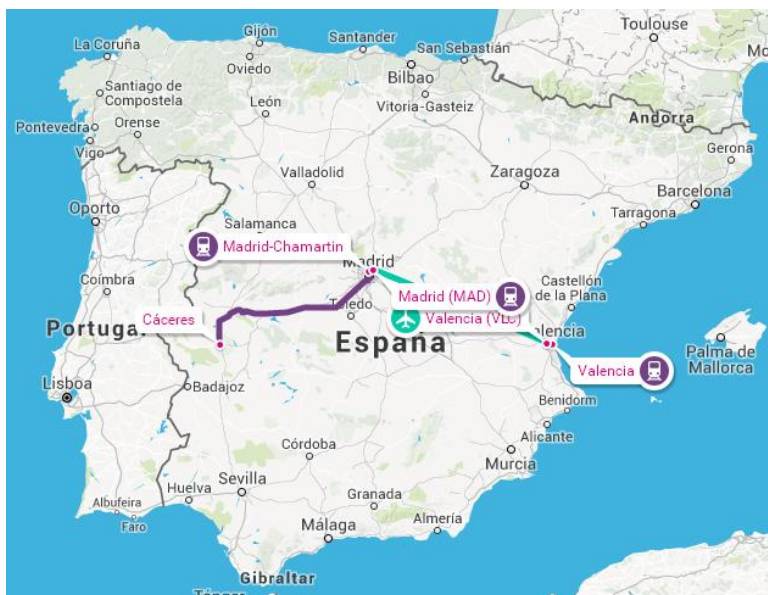 Toulouse
Gijón
La Coruña
Santander
San Sebastián
Mo
Oviedo
Bilbao
Santiago de
Compostela
León
Vitoria-Gasteiz
Andorra
Pontevedra
Orense
Vigo
Gerona
Valladolid
Zaragoza
Barcelona
Oporto
Tarragona
Salamanca
Madrid-Chamartin
Madrid
Coímbra
Castellón
de la Plana
Madrid (MAD)
Toledo
Cáceres
Valencia (VLC)
Portugal
España
Valencia
Palma de
Mallorca
Valencia
Lisboa
Badajoz
Benidorm
Alicante
Córdoba
Murcia
Sevilla
Huelva
Granada
Albufeira
Faro
Málaga
Almería
Gibraltar